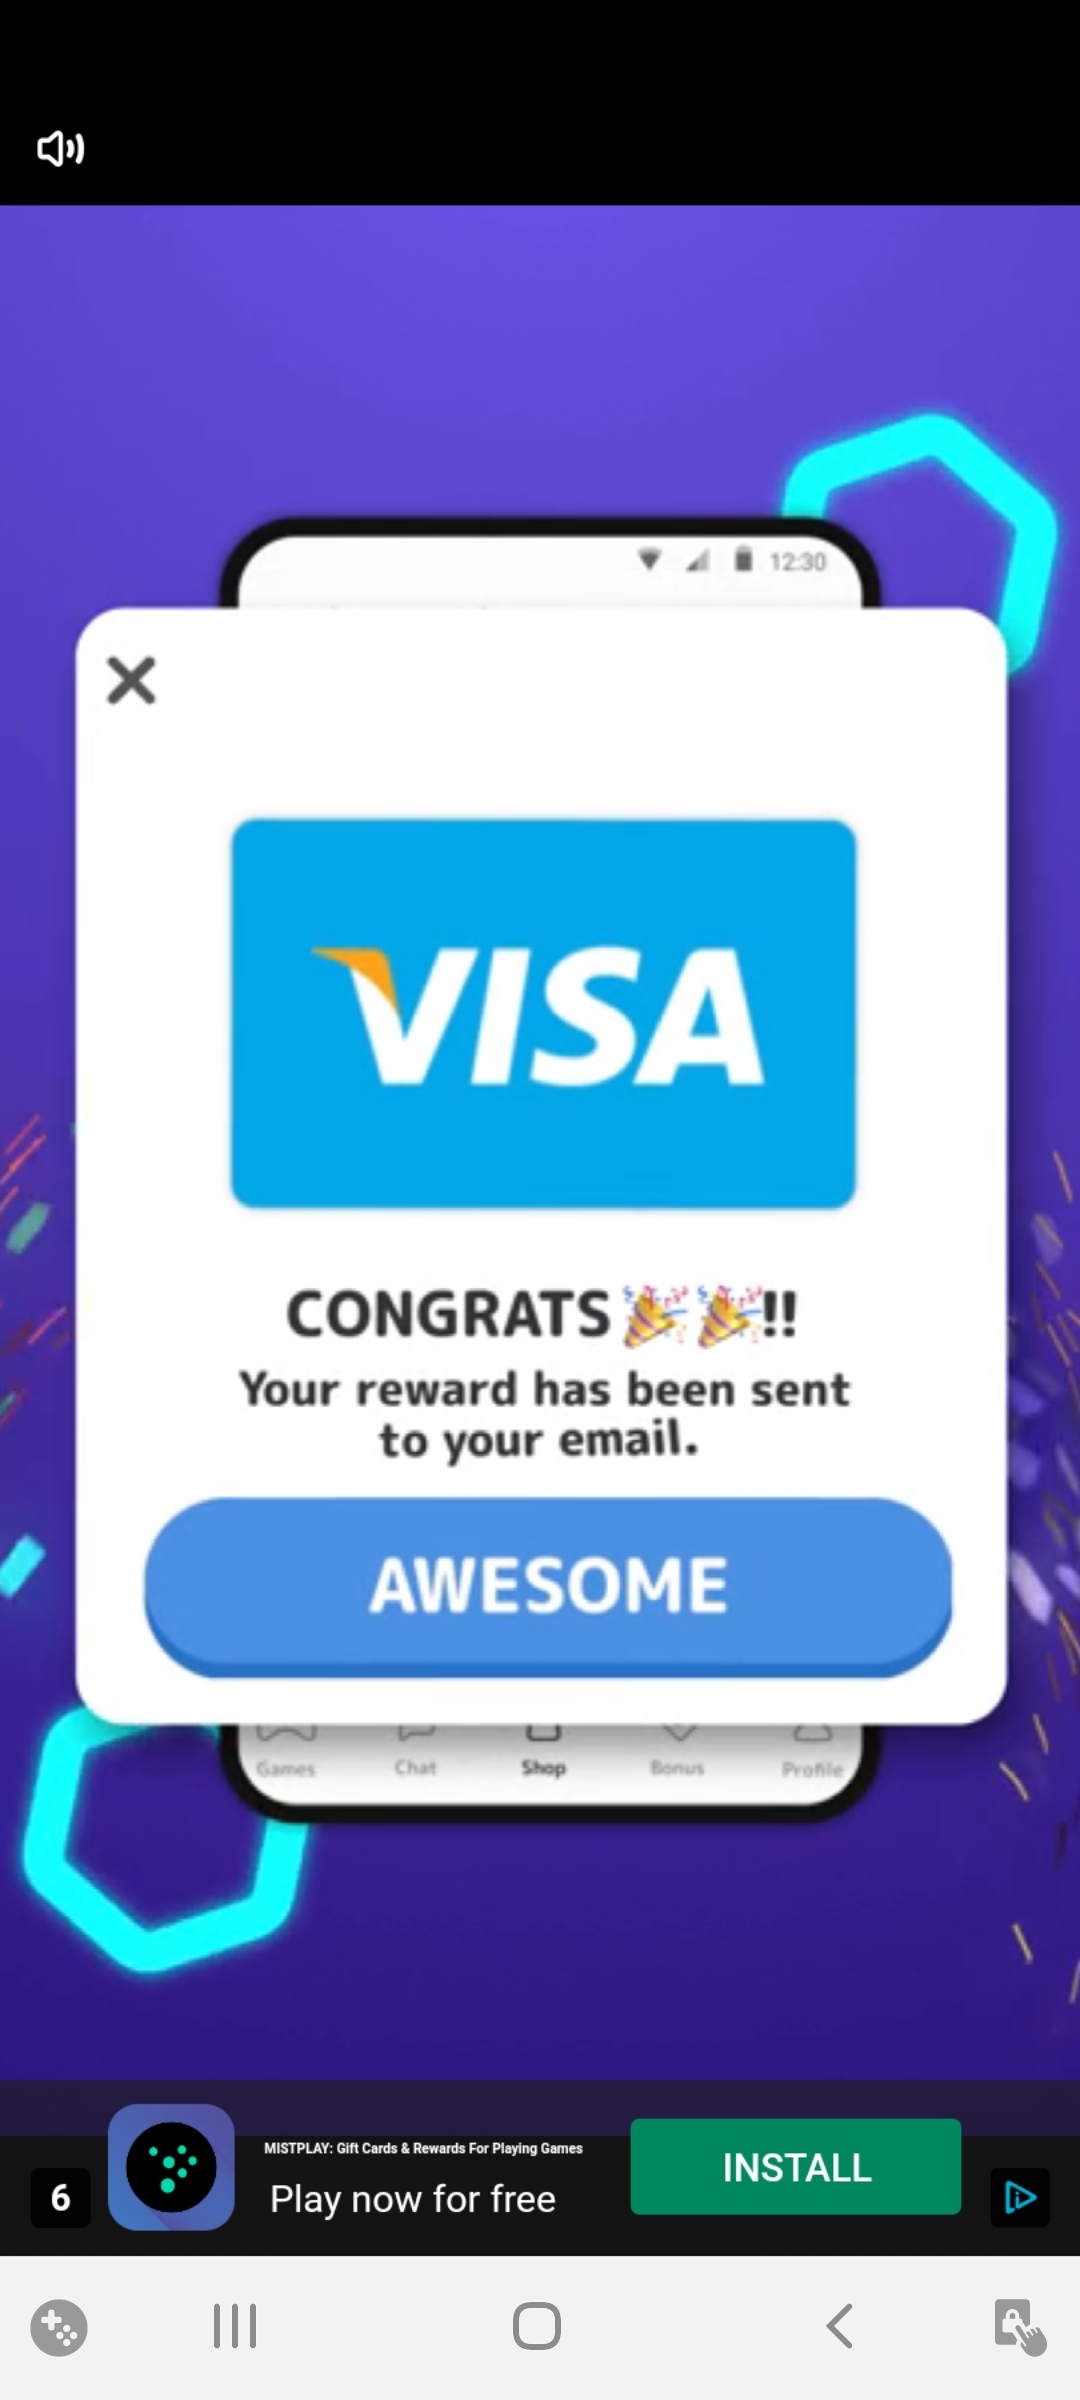 12:30
VISA
CONGRATS🎉🎉!!
Your reward has been sent
to your email.
AWESOME
Games Chat Shop Bonus Profile
MISTPLAY: Gift Cards & Rewards For Playing Games
6 Play now for free
INSTALL